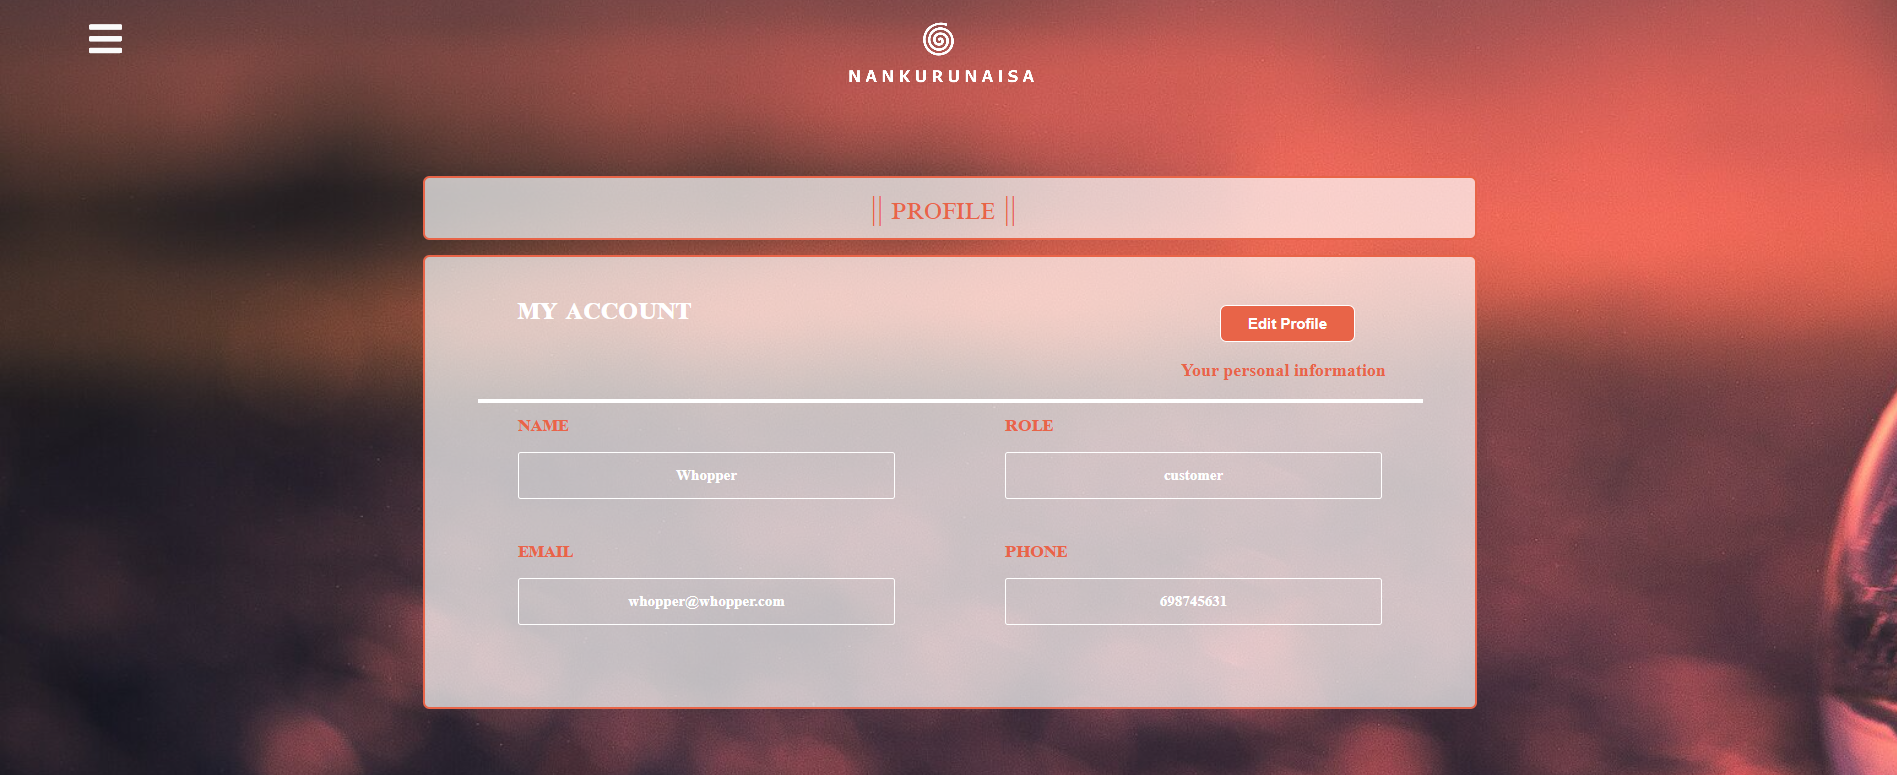 NANKURUNAISA
|| PROFILE ||
MY ACCOUNT
Edit Profile
Your personal information
NAME
ROLE
Whopper
customer
EMAIL
PHONE
whopper@whopper.com
698745631